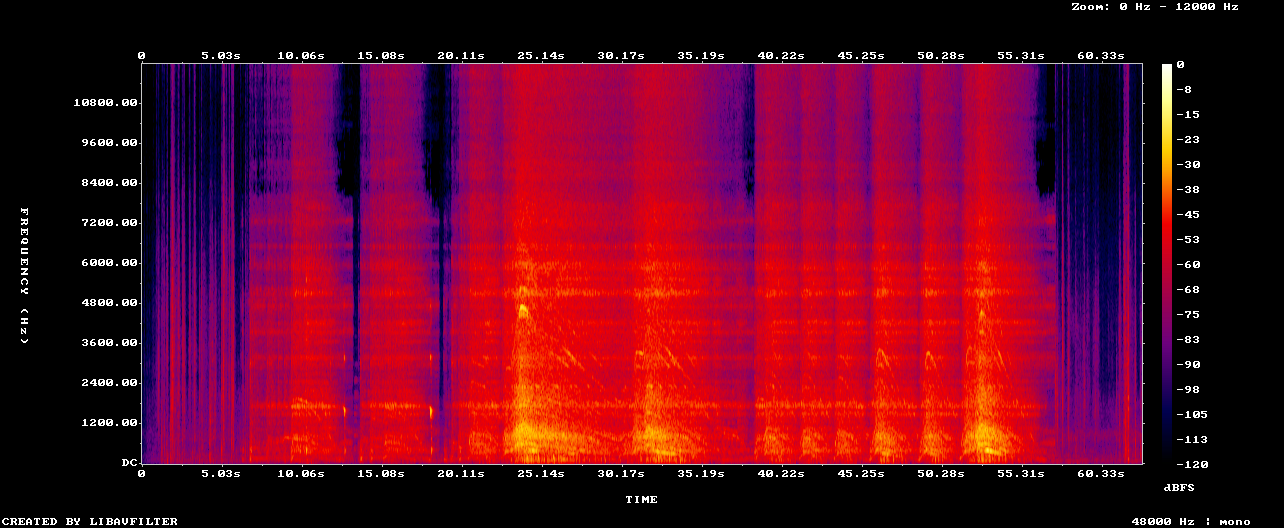 Zoom: 0 Hz - 12000 Hz
0 5.03s 10.06s 15.08s 20.11s 25.14s 30.17s 35.19s 40.22s 45.25s 50.28s 55.31s 60.33s
10800.00
9600.00
8400.00
7200.00
6000.00
4800.00
3600.00
2400.00
1200.00
DC
FREQUENCY (HZ)
0
-8
-15
-23
-30
-38
-45
-53
-60
-68
-75
-83
-90
-98
-105
-113
-120
dBFS
0 5.03s 10.06s 15.08s 20.11s 25.14s 30.17s 35.19s 40.22s 45.25s 50.28s 55.31s 60.33s
TIME
CREATED BY LIBAVFILTER
48000 Hz | mono